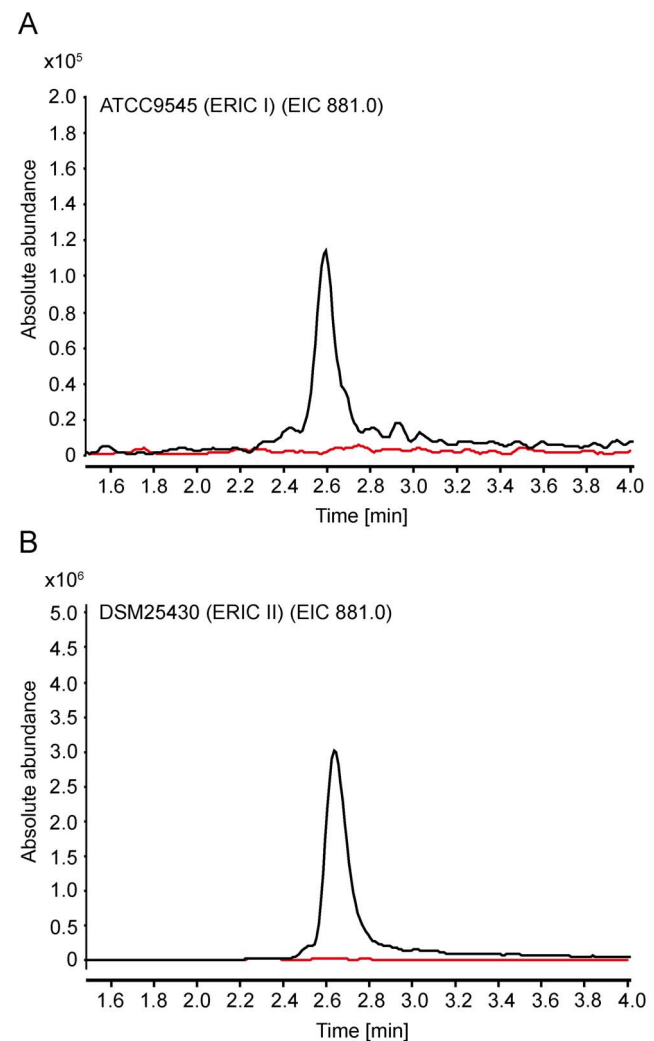 A
x10⁵
ATCC9545 (ERIC I) (EIC 881.0)
2.0
1.8
1.6
1.4
1.2
1.0
0.8
0.6
0.4
0.2
0
Absolute abundance
1.6 1.8 2.0 2.2 2.4 2.6 2.8 3.0 3.2 3.4 3.6 3.8 4.0
Time [min]
B
x10⁶
DSM25430 (ERIC II) (EIC 881.0)
5.0
4.5
4.0
3.5
3.0
2.5
2.0
1.5
1.0
0.5
0
Absolute abundance
1.6 1.8 2.0 2.2 2.4 2.6 2.8 3.0 3.2 3.4 3.6 3.8 4.0
Time [min]